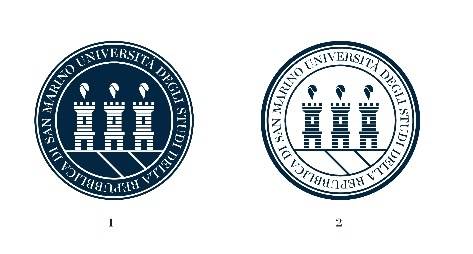 UNIVERSITÀ DEGLI STUDI DELLA REPUBBLICA DI SAN MARINO
UNIVERSITÀ DEGLI STUDI DELLA REPUBBLICA DI SAN MARINO
1
2